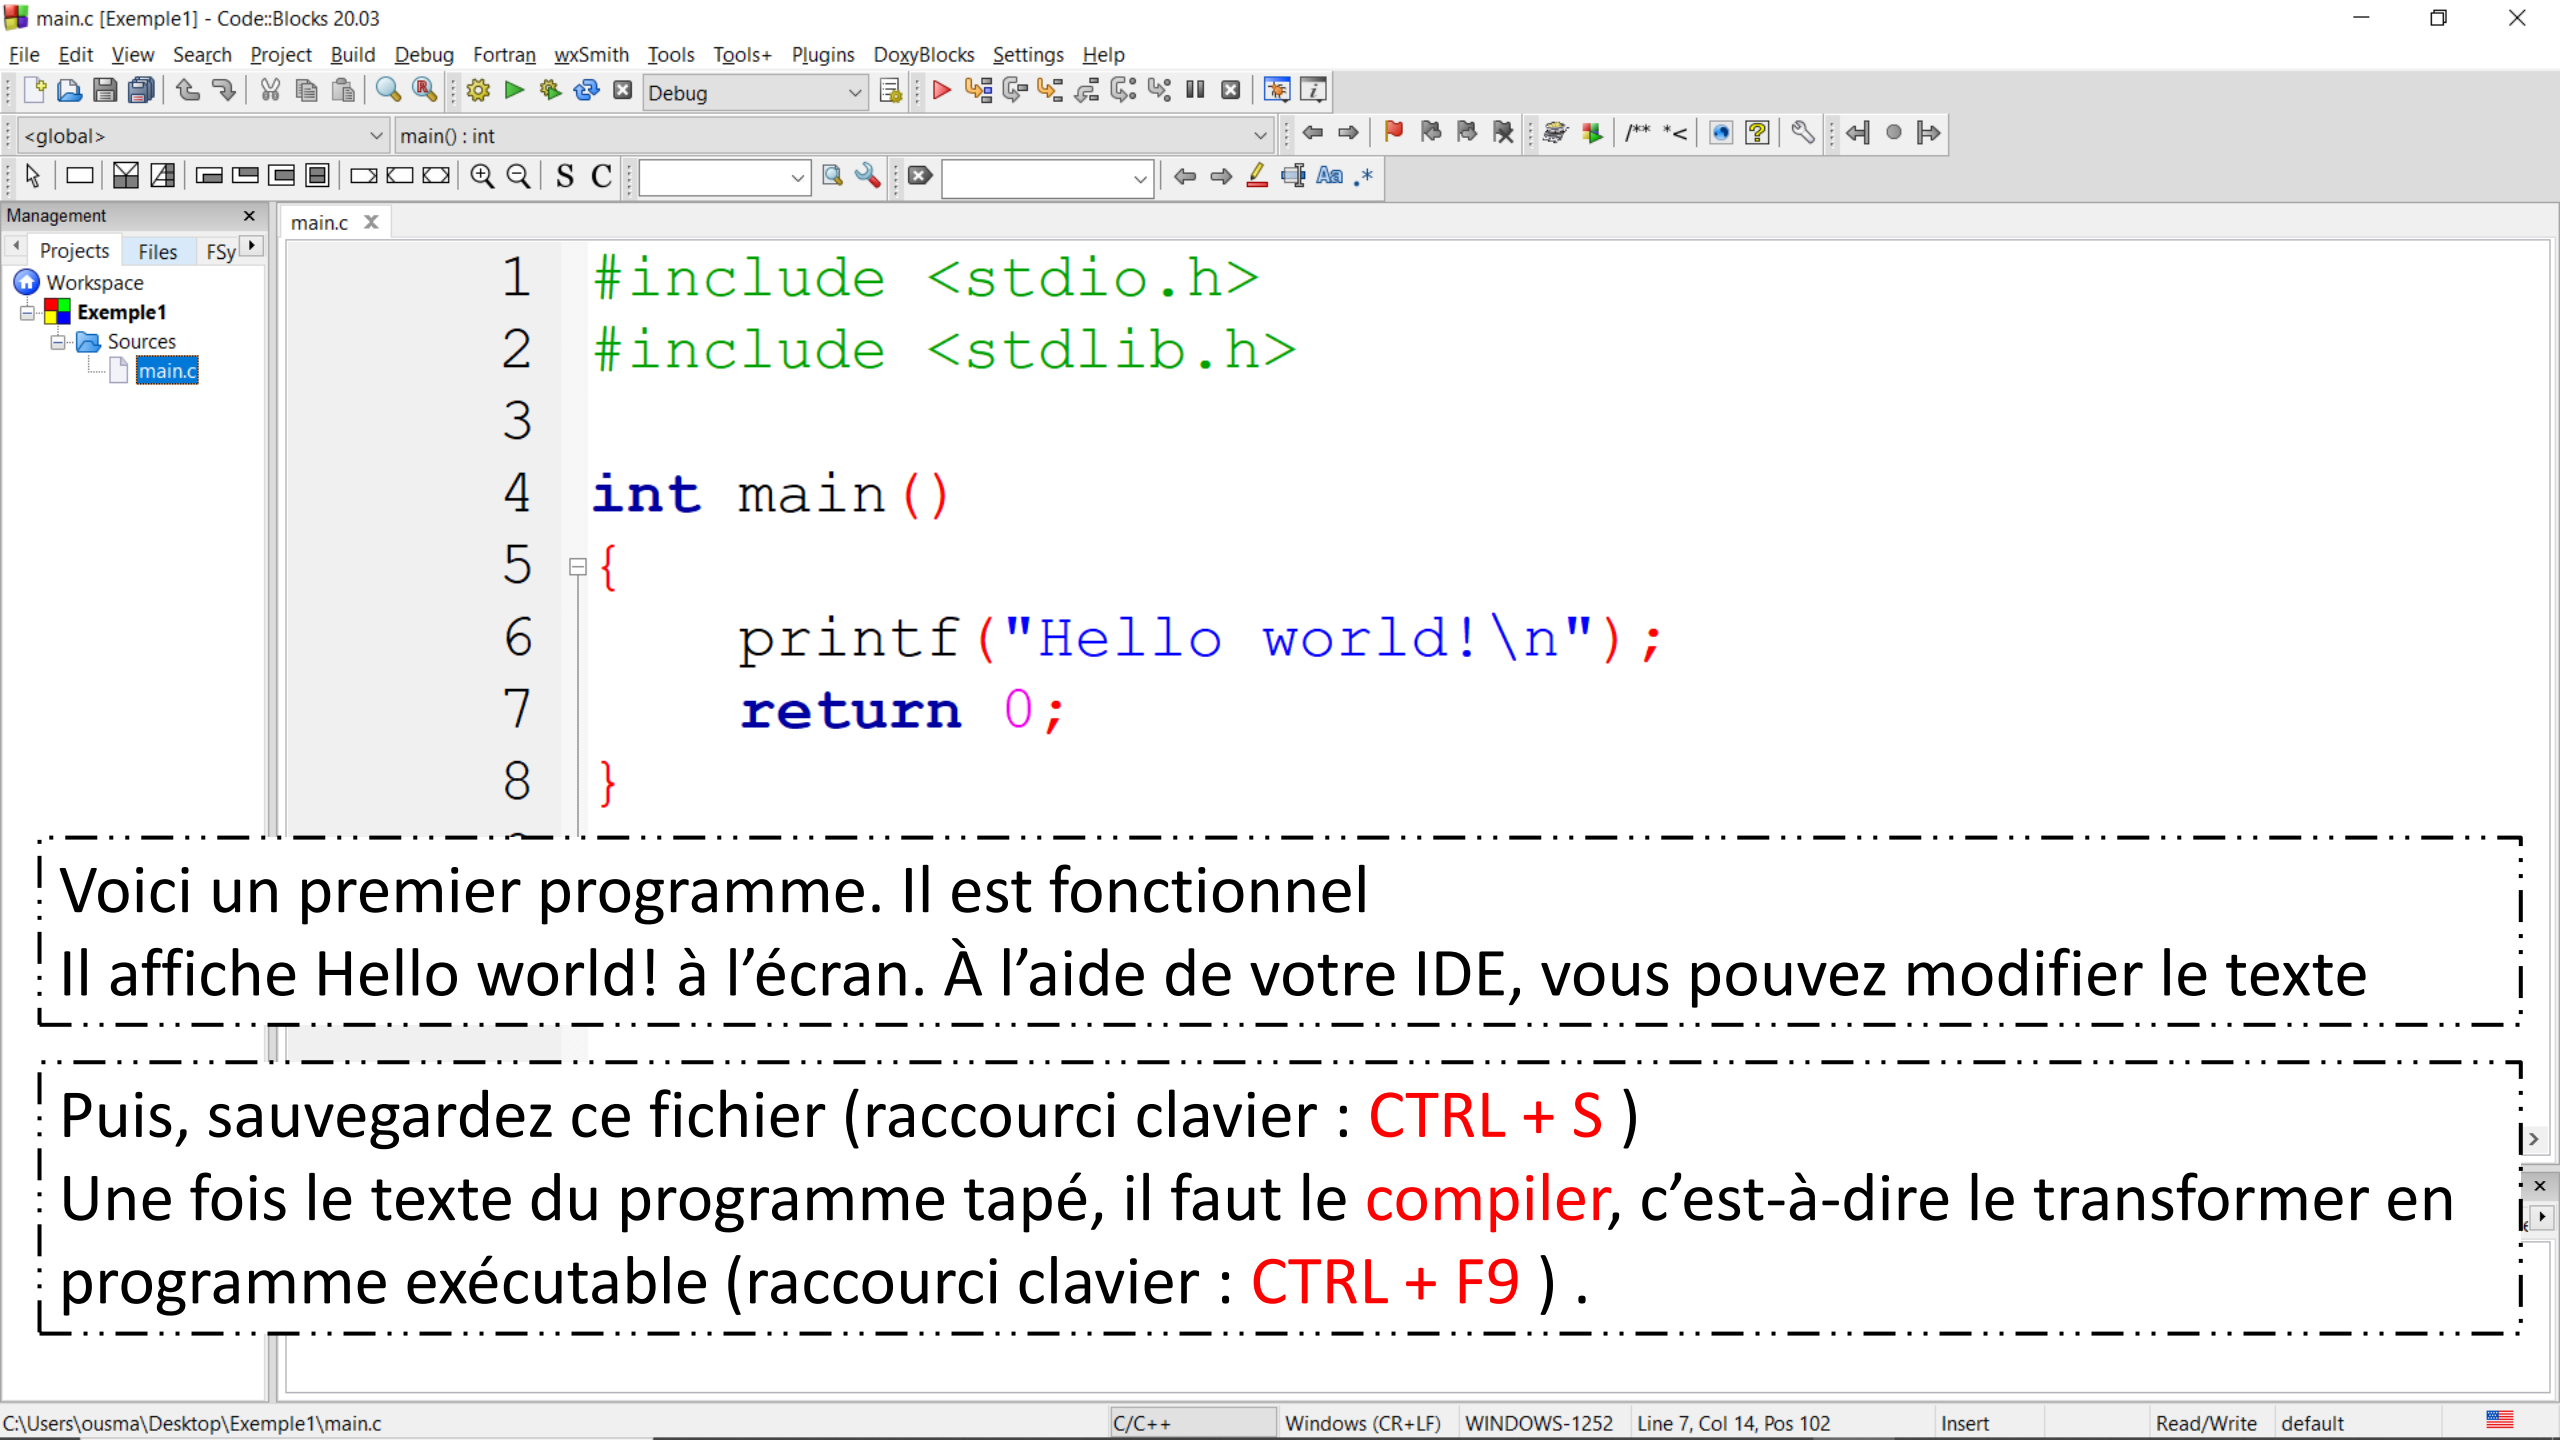 main.c [Exemple1] - Code::Blocks 20.03
File Edit View Search Project Build Debug Fortran wxSmith Tools Tools+ Plugins DoxyBlocks Settings Help
Debug
<global> main() : int /** *<
S C Aa .*
Management
main.c
Projects Files FSy
Workspace
Exemple1
Sources
main.c
1 #include <stdio.h>
2 #include <stdlib.h>
3
4 int main()
5 {
6 printf("Hello world!\n");
7 return 0;
8 }
Voici un premier programme. Il est fonctionnel
Il affiche Hello world! à l’écran. À l’aide de votre IDE, vous pouvez modifier le texte
Puis, sauvegardez ce fichier (raccourci clavier : CTRL + S )
Une fois le texte du programme tapé, il faut le compiler, c’est-à-dire le transformer en
programme exécutable (raccourci clavier : CTRL + F9 ) .
C:\Users\ousma\Desktop\Exemple1\main.c C/C++ Windows (CR+LF) WINDOWS-1252 Line 7, Col 14, Pos 102 Insert Read/Write default